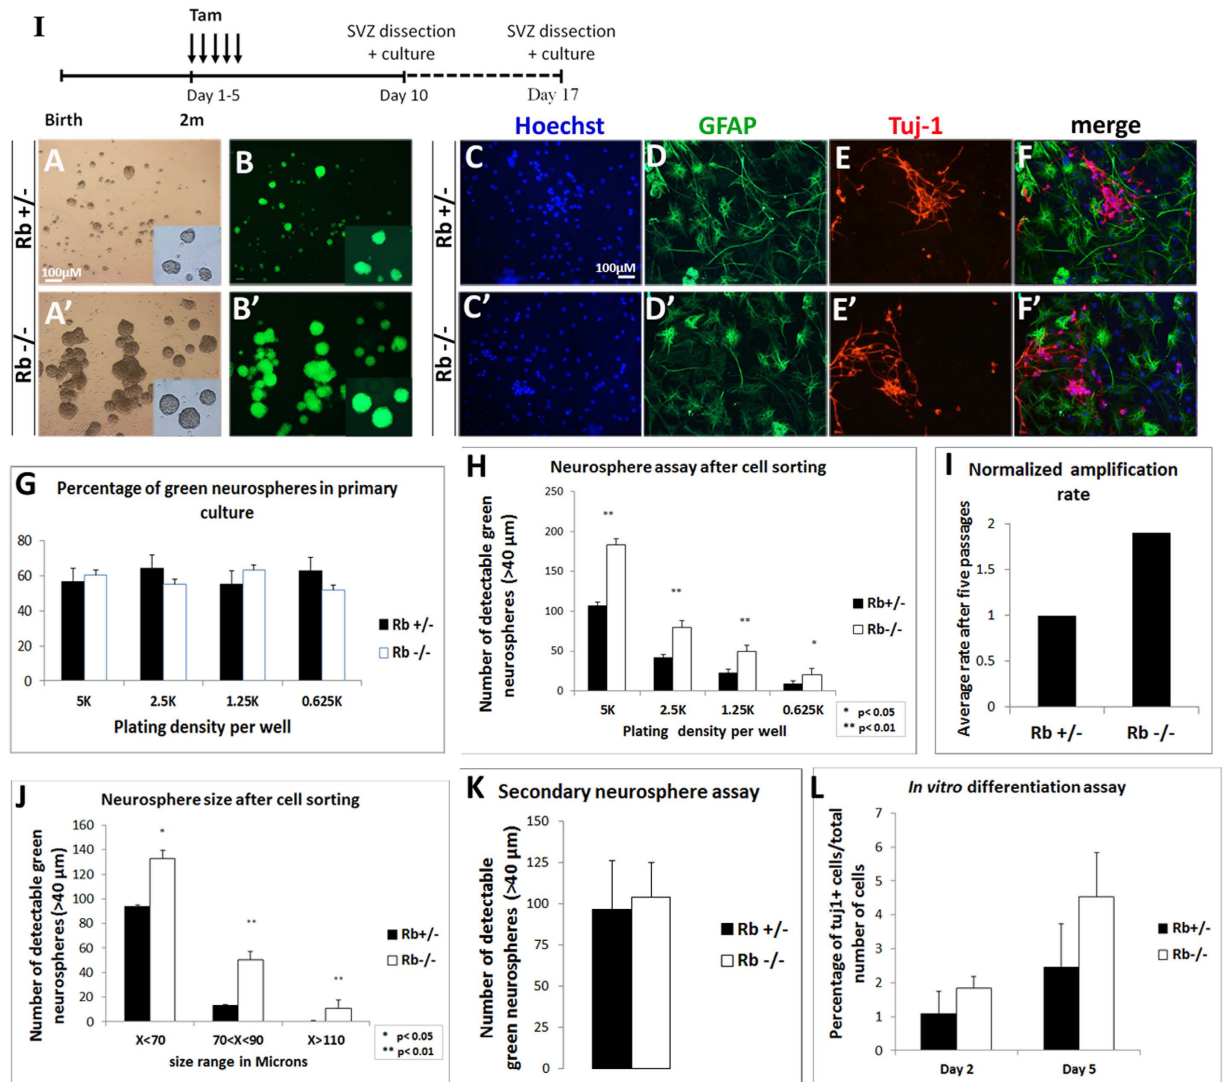 I
Tam
SVZ dissection
+ culture
SVZ dissection
+ culture
Day 1-5
Day 10
Day 17
Birth
2m
Hoechst
GFAP
Tuj-1
merge
Rb +/-
A
100μM
B
Rb +/-
C
100μM
D
E
F
Rb -/-
A'
B'
Rb -/-
C'
D'
E'
F'
G
Percentage of green neurospheres in primary
culture
80
60
40
20
0
5K
2.5K
1.25K
0.625K
Plating density per well
Rb +/-
Rb -/-
H
Neurosphere assay after cell sorting
Number of detectable green
neurospheres (>40 μm)
250
200
150
100
50
0
**
**
**
*
5K
2.5K
1.25K
0.625K
Plating density per well
Rb+/-
Rb-/-
* p< 0.05
** p< 0.01
I
Normalized amplification
rate
Average rate after five passages
2
1.5
1
0.5
0
Rb +/-
Rb -/-
J
Neurosphere size after cell sorting
Number of detectable green
neurospheres (>40 μm)
160
140
120
100
80
60
40
20
0
*
**
**
X<70
70<X<90
X>110
size range in Microns
Rb+/-
Rb-/-
* p< 0.05
** p< 0.01
K
Secondary neurosphere assay
Number of detectable
green neurospheres (>40 μm)
125
100
75
50
25
0
Rb +/-
Rb -/-
L
In vitro differentiation assay
Percentage of tuj1+ cells/total
number of cells
7
6
5
4
3
2
1
0
Day 2
Day 5
Rb+/-
Rb-/-